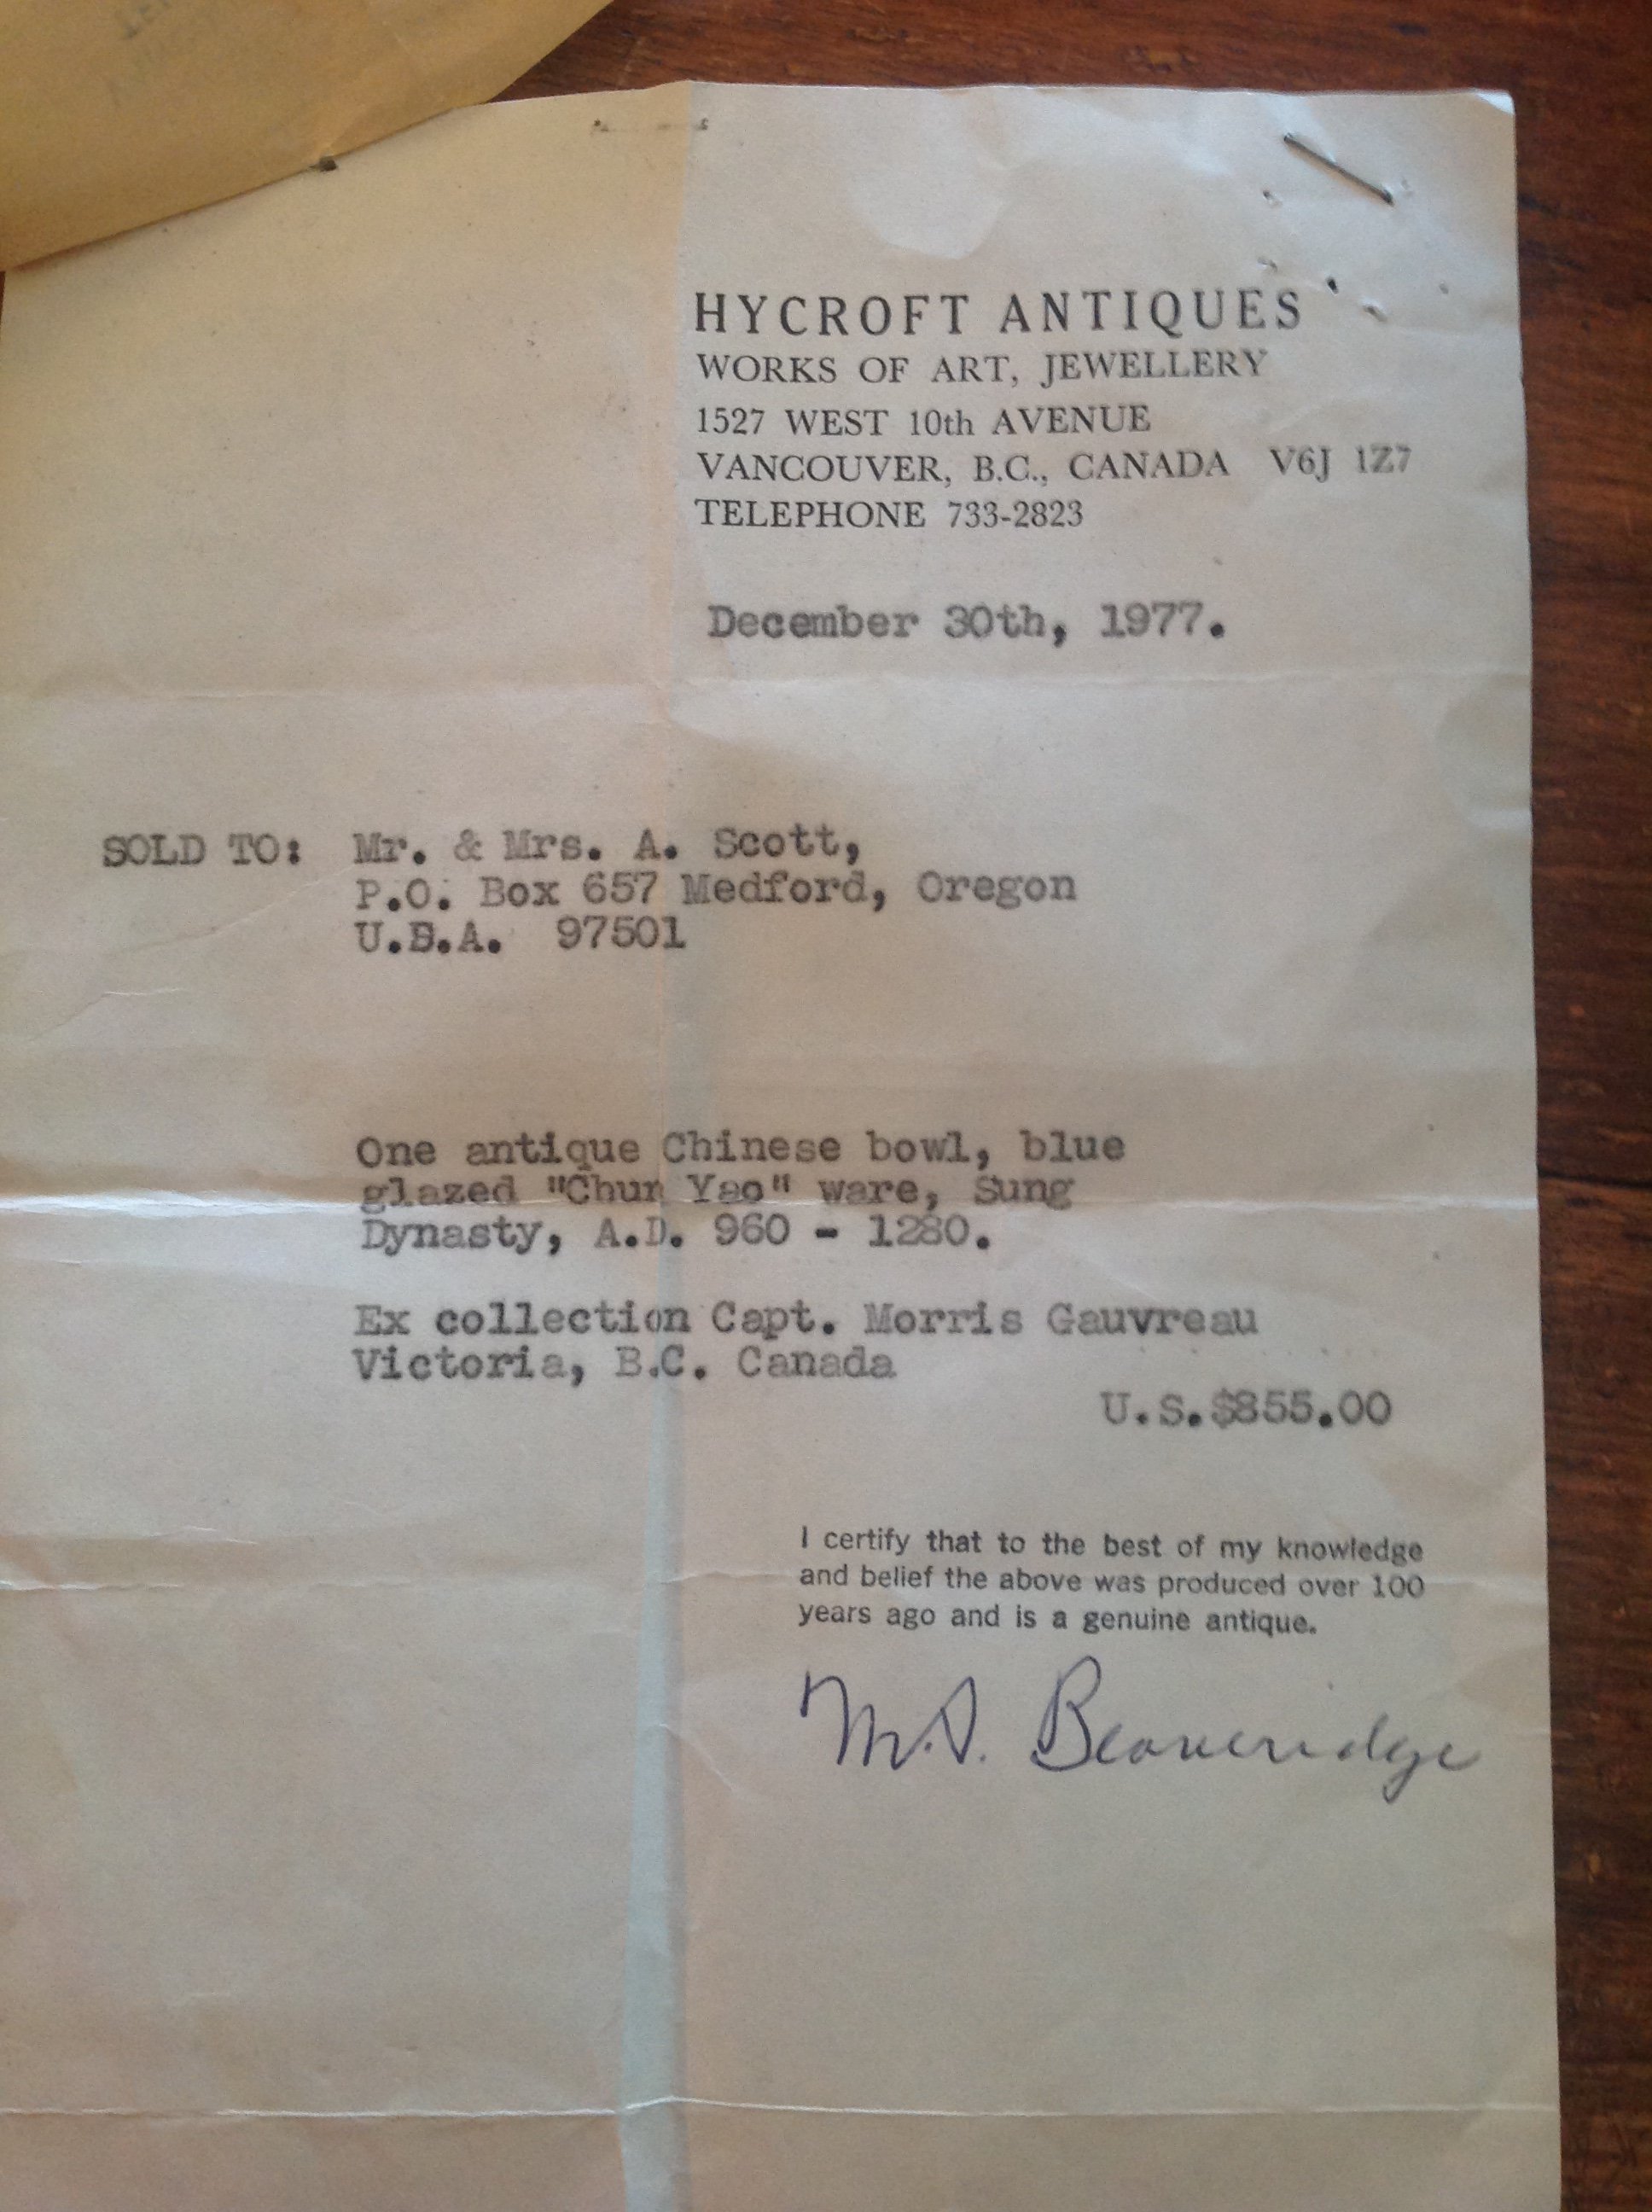 HYCROFT ANTIQUES
WORKS OF ART, JEWELLERY
1527 WEST 10th AVENUE
VANCOUVER, B.C., CANADA V6J 1Z7
TELEPHONE 733-2823
December 30th, 1977.
SOLD TO: Mr. & Mrs. A. Scott,
P.O. Box 657 Medford, Oregon
U.S.A. 97501
One antique Chinese bowl, blue
glazed "Chun Yao" ware, Sung
Dynasty, A.D. 960 - 1280.
Ex collection Capt. Morris Gauvreau
Victoria, B.C. Canada
U.S.$855.00
I certify that to the best of my knowledge
and belief the above was produced over 100
years ago and is a genuine antique.
M.S. Beaveridge